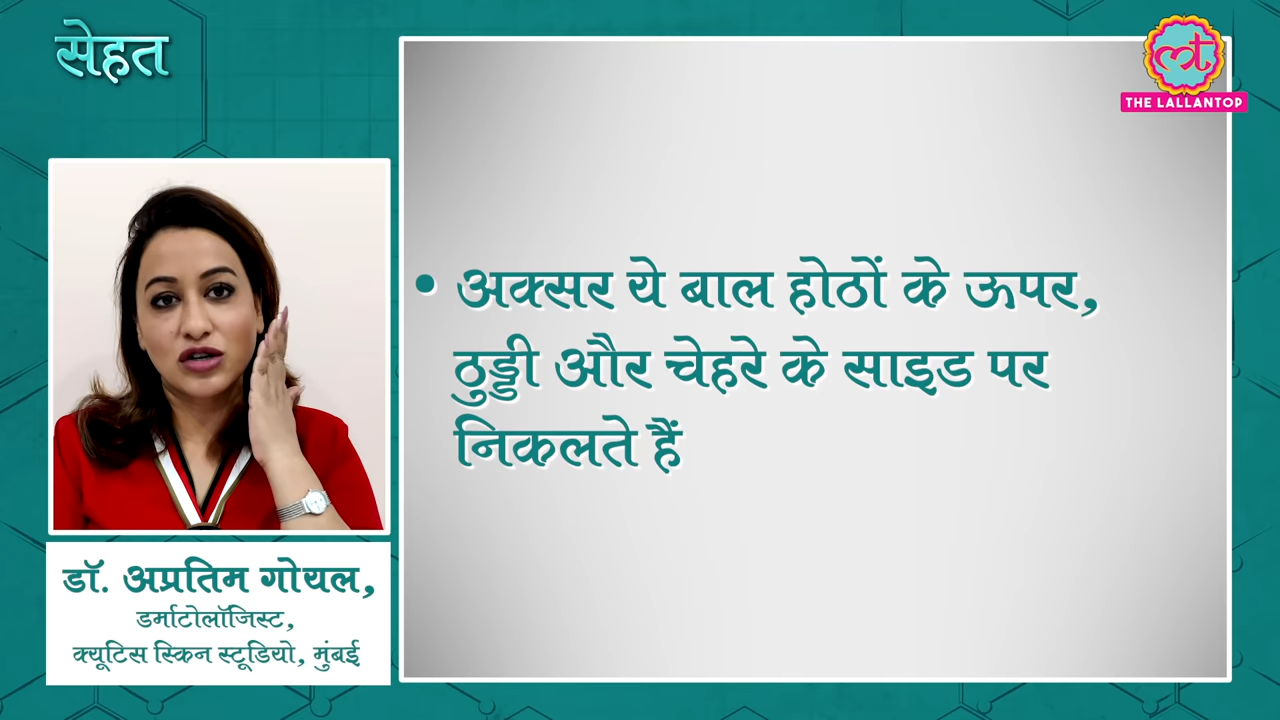 सेहत
THE LALLANTOP
• अक्सर ये बाल होठों के ऊपर,
ठुड्डी और चेहरे के साइड पर
निकलते हैं
डॉ. अप्रतिम गोयल,
डर्माटोलॉजिस्ट,
क्यूटिस स्किन स्टूडियो, मुंबई